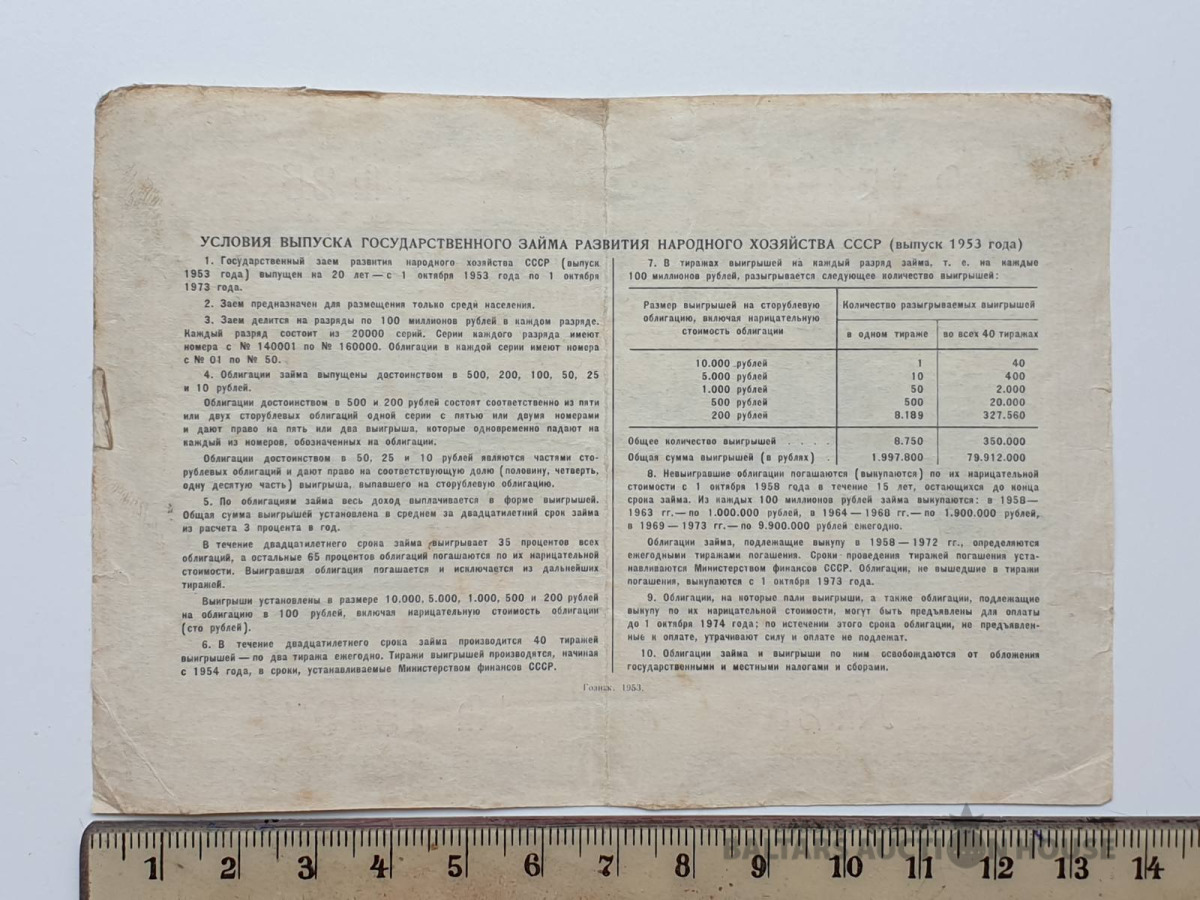 УСЛОВИЯ ВЫПУСКА ГОСУДАРСТВЕННОГО ЗАЙМА РАЗВИТИЯ НАРОДНОГО ХОЗЯЙСТВА СССР (выпуск 1953 года)
1. Государственный заем развития народного хозяйства СССР (выпуск
1953 года) выпущен на 20 лет — с 1 октября 1953 года по 1 октября
1973 года.
2. Заем предназначен для размещения только среди населения.
3. Заем делится на разряды по 100 миллионов рублей в каждом разряде.
Каждый разряд состоит из 20000 серий. Серии каждого разряда имеют
номера с № 140001 по № 160000. Облигации в каждой серии имеют номера
с № 01 по № 50.
4. Облигации займа выпущены достоинством в 500, 200, 100, 50, 25
и 10 рублей.
Облигации достоинством в 500 и 200 рублей состоят соответственно из пяти
или двух сторублевых облигаций одной серии с пятью или двумя номерами
и дают право на пять или два выигрыша, которые одновременно падают на
каждый из номеров, обозначенных на облигации.
Облигации достоинством в 50, 25 и 10 рублей являются частями сто-
рублевых облигаций и дают право на соответствующую долю (половину, четверть,
одну десятую часть) выигрыша, выпавшего на сторублевую облигацию.
5. По облигациям займа весь доход выплачивается в форме выигрышей.
Общая сумма выигрышей установлена в среднем за двадцатилетний срок займа
из расчета 3 процента в год.
В течение двадцатилетнего срока займа выигрывает 35 процентов всех
облигаций, а остальные 65 процентов облигаций погашаются по их нарицательной
стоимости. Выигравшая облигация погашается и исключается из дальнейших
тиражей.
Выигрыши установлены в размере 10.000, 5.000, 1.000, 500 и 200 рублей
на облигацию в 100 рублей, включая нарицательную стоимость облигации
(сто рублей).
6. В течение двадцатилетнего срока займа производится 40 тиражей
выигрышей — по два тиража ежегодно. Тиражи выигрышей производятся, начиная
с 1954 года, в сроки, устанавливаемые Министерством финансов СССР.
7. В тиражах выигрышей на каждый разряд займа, т. е. на каждые
100 миллионов рублей, разыгрывается следующее количество выигрышей:
Размер выигрышей на сторублевую
облигацию, включая нарицательную
стоимость облигации
Количество разыгрываемых выигрышей
в одном тираже во всех 40 тиражах
10.000 рублей 1 40
5.000 рублей 10 400
1.000 рублей 50 2.000
500 рублей 500 20.000
200 рублей 8.189 327.560
Общее количество выигрышей . . . . 8.750 350.000
Общая сумма выигрышей (в рублях) . 1.997.800 79.912.000
8. Невыигравшие облигации погашаются (выкупаются) по их нарицательной
стоимости с 1 октября 1958 года в течение 15 лет, остающихся до конца
срока займа. Из каждых 100 миллионов рублей займа выкупаются: в 1958 —
1963 гг. — по 1.000.000 рублей, в 1964 — 1968 гг. — по 1.900.000 рублей,
в 1969 — 1973 гг. — по 9.900.000 рублей ежегодно.
Облигации займа, подлежащие выкупу в 1958 — 1972 гг., определяются
ежегодными тиражами погашения. Сроки проведения тиражей погашения уста-
навливаются Министерством финансов СССР. Облигации, не вышедшие в тиражи
погашения, выкупаются с 1 октября 1973 года.
9. Облигации, на которые пали выигрыши, а также облигации, подлежащие
выкупу по их нарицательной стоимости, могут быть предъявлены для оплаты
до 1 октября 1974 года; по истечении этого срока облигации, не предъявлен-
ные к оплате, утрачивают силу и оплате не подлежат.
10. Облигации займа и выигрыши по ним освобождаются от обложения
государственными и местными налогами и сборами.
Гознак. 1953.
1 2 3 4 5 6 7 8 9 10 11 12 13 14
BALTARS AUCTION HOUSE